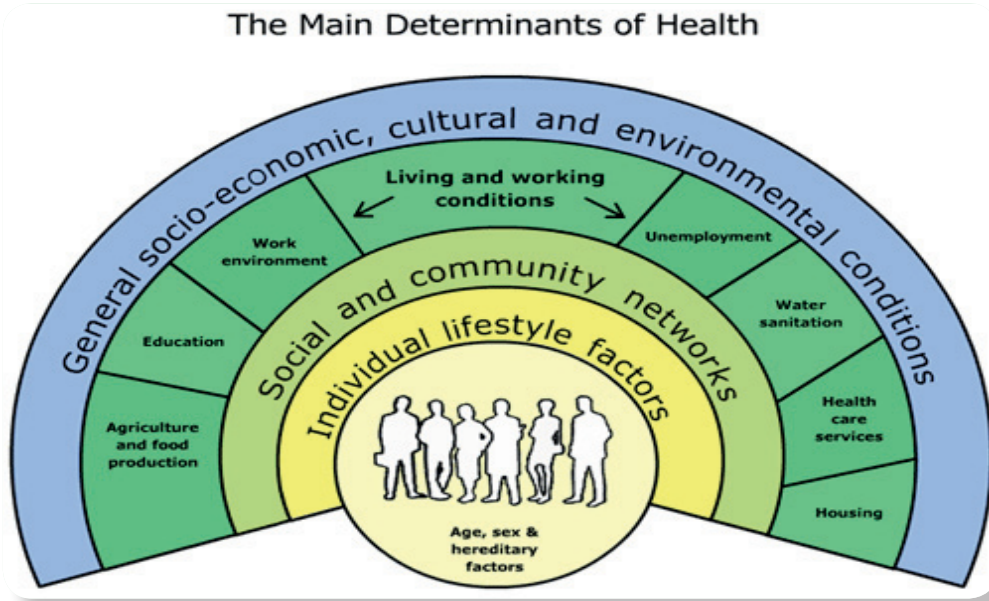 The Main Determinants of Health
General socio-economic, cultural and environmental conditions
Living and working
conditions
Agriculture
and food
production
Education
Work
environment
Unemployment
Water
sanitation
Health
care
services
Housing
Social and community networks
Individual lifestyle factors
Age, sex &
hereditary
factors